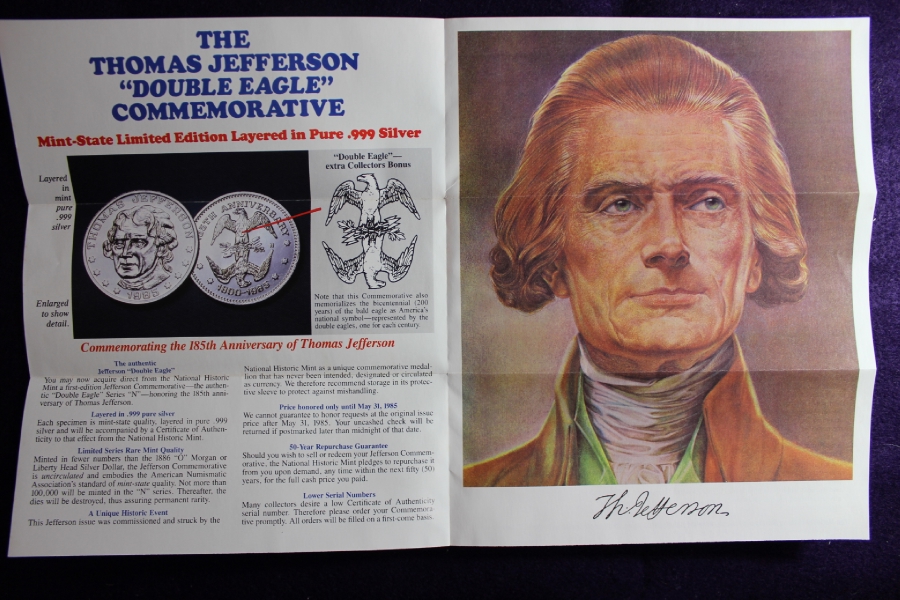 THE
THOMAS JEFFERSON
“DOUBLE EAGLE”
COMMEMORATIVE
Mint-State Limited Edition Layered in Pure .999 Silver
Layered
in
mint
pure
.999
silver
Enlarged
to show
detail.
THOMAS JEFFERSON
1985
185TH ANNIVERSARY
1800-1985
“Double Eagle”—
extra Collectors Bonus
Note that this Commemorative also
memorializes the bicentennial (200
years) of the bald eagle as America's
national symbol—represented by the
double eagles, one for each century.
Commemorating the 185th Anniversary of Thomas Jefferson
The authentic
Jefferson “Double Eagle”
You may now acquire direct from the National Historic
Mint a first-edition Jefferson Commemorative—the authen-
tic “Double Eagle” Series “N”—honoring the 185th anni-
versary of Thomas Jefferson.
Layered in .999 pure silver
Each specimen is mint-state quality, layered in pure .999
silver and will be accompanied by a Certificate of Authen-
ticity to that effect from the National Historic Mint.
Limited Series Rare Mint Quality
Minted in fewer numbers than the 1886 “O” Morgan or
Liberty Head Silver Dollar, the Jefferson Commemorative
is uncirculated and embodies the American Numismatic
Association's standard of mint-state quality. Not more than
100,000 will be minted in the “N” series. Thereafter, the
dies will be destroyed, thus assuring permanent rarity.
A Unique Historic Event
This Jefferson issue was commissioned and struck by the
National Historic Mint as a unique commemorative medal-
lion that has never been intended, designated or circulated
as currency. We therefore recommend storage in its protec-
tive sleeve to protect against mishandling.
Price honored only until May 31, 1985
We cannot guarantee to honor requests at the original issue
price after May 31, 1985. Your uncashed check will be
returned if postmarked later than midnight of that date.
50-Year Repurchase Guarantee
Should you wish to sell or redeem your Jefferson Commem-
orative, the National Historic Mint pledges to repurchase it
from you upon demand, any time within the next fifty (50)
years, for the full cash price you paid.
Lower Serial Numbers
Many collectors desire a low Certificate of Authenticity
serial number. Therefore please order your Commemora-
tive promptly. All orders will be filled on a first-come basis.
Th. Jefferson